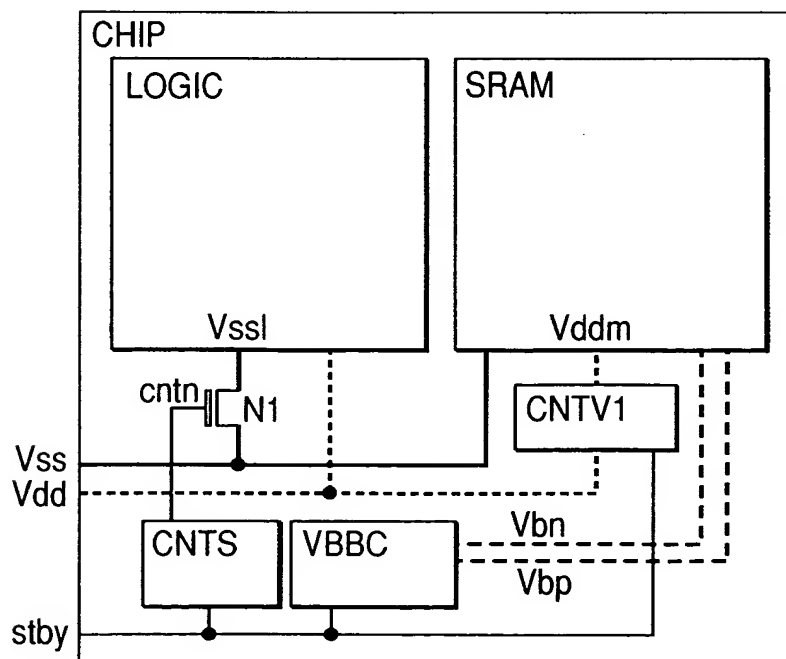 CHIP
LOGIC
SRAM
Vssl
Vddm
cntn
N1
CNTV1
Vss
Vdd
CNTS
VBBC
Vbn
Vbp
stby